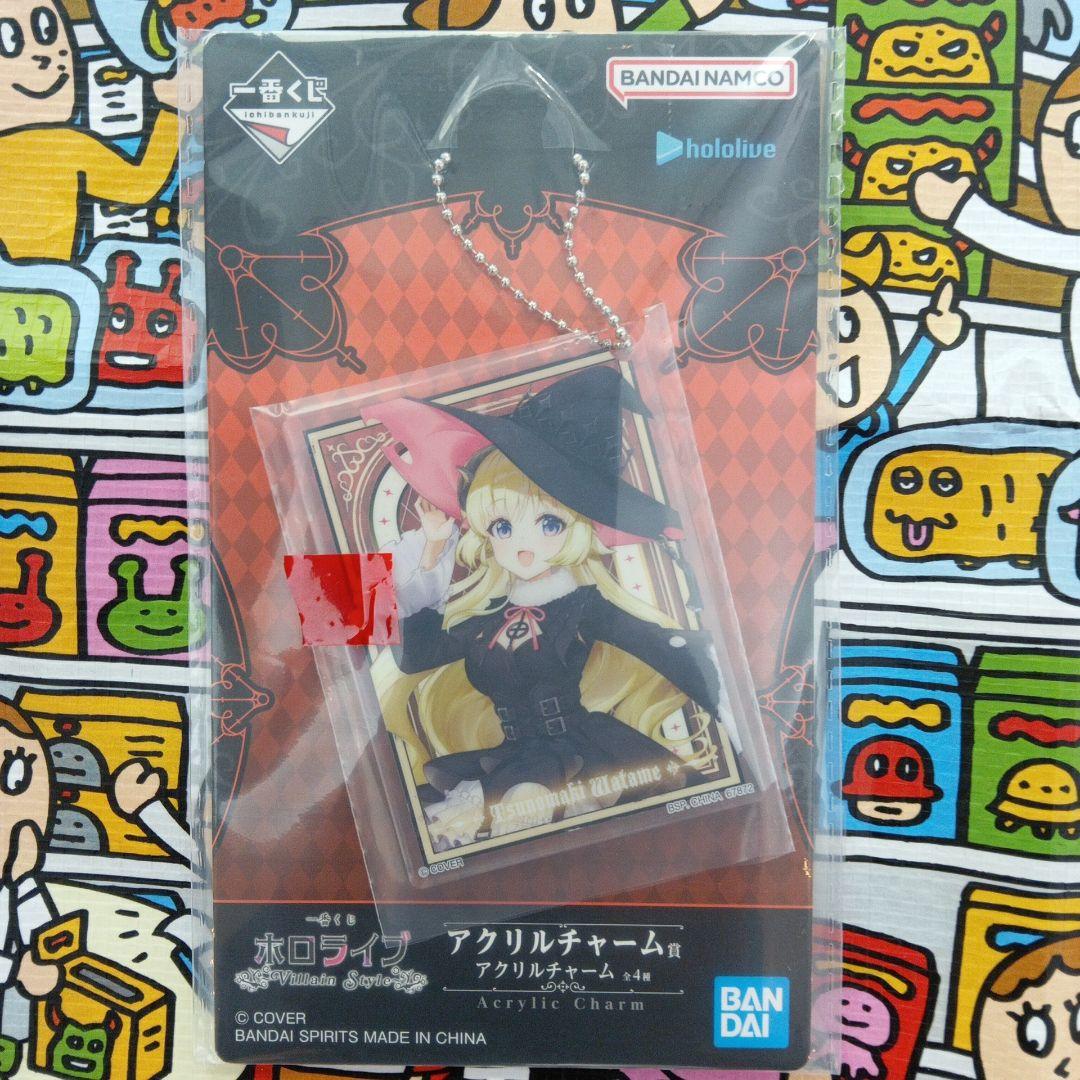 一番くじ
ichibankuji
BANDAI NAMCO
hololive
Tsunomaki Watame
BSP, CHINA 67672
© COVER
一番くじ
ホロライブ
Villain Style
アクリルチャーム賞
アクリルチャーム 全4種
Acrylic Charm
© COVER
BANDAI SPIRITS MADE IN CHINA
BAN
DAI